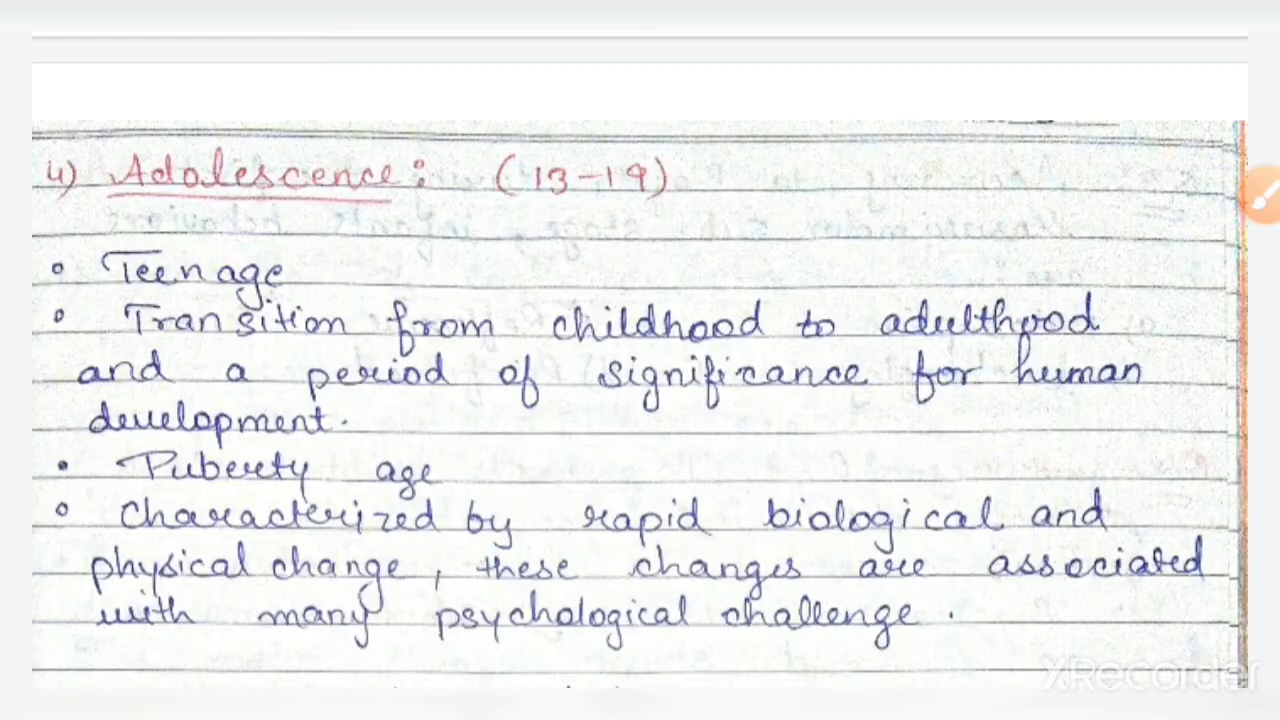 4) Adolescence: (13-19)
• Teenage
• Transition from childhood to adulthood
and a period of significance for human
development.
• Puberty age
• Characterized by rapid biological and
physical change, these changes are associated
with many psychological challenge.
XRecorder